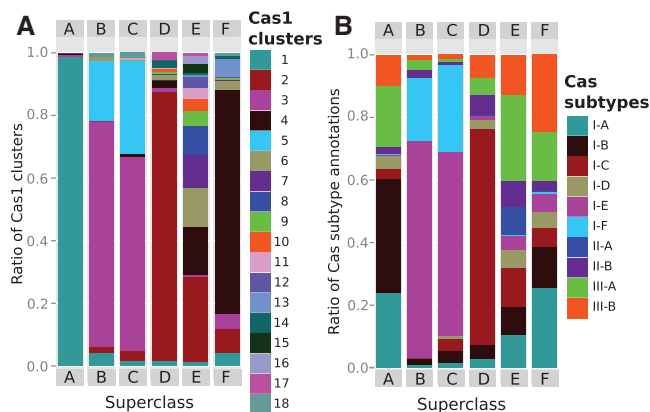 A
A B C D E F
1.0
0.8
0.6
0.4
0.2
0.0
Ratio of Cas1 clusters
A B C D E F
Superclass
Cas1
clusters
1
2
3
4
5
6
7
8
9
10
11
12
13
14
15
16
17
18
B
A B C D E F
1.0
0.8
0.6
0.4
0.2
0.0
Ratio of Cas subtype annotations
A B C D E F
Superclass
Cas
subtypes
I-A
I-B
I-C
I-D
I-E
I-F
II-A
II-B
III-A
III-B